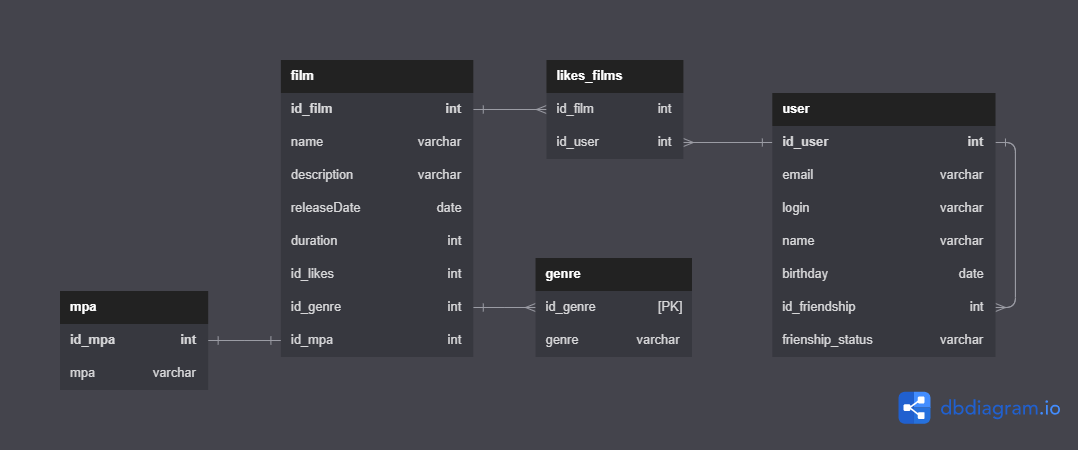 film
id_film int
name varchar
description varchar
releaseDate date
duration int
id_likes int
id_genre int
id_mpa int
likes_films
id_film int
id_user int
user
id_user int
email varchar
login varchar
name varchar
birthday date
id_friendship int
frienship_status varchar
genre
id_genre [PK]
genre varchar
mpa
id_mpa int
mpa varchar
dbdiagram.io